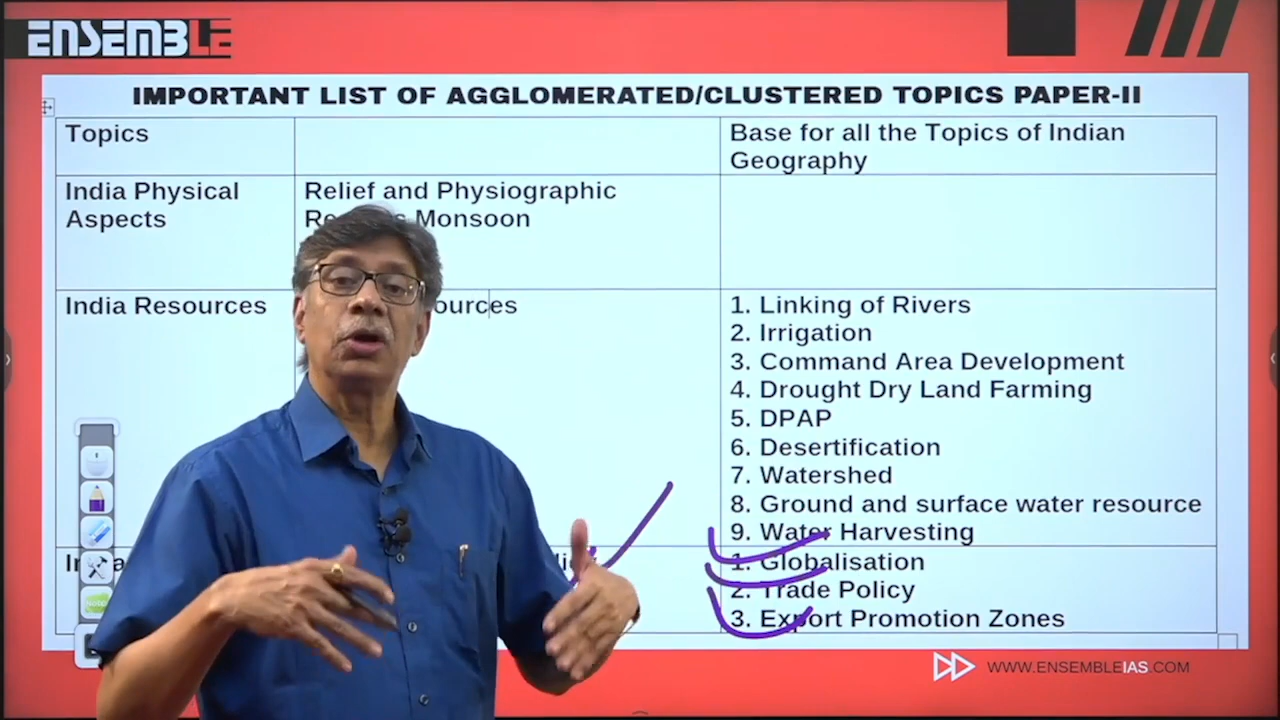 ENSEMBLE
IMPORTANT LIST OF AGGLOMERATED/CLUSTERED TOPICS PAPER-II
Topics
Base for all the Topics of Indian
Geography
India Physical
Aspects
Relief and Physiographic
Monsoon
India Resources
1. Linking of Rivers
2. Irrigation
3. Command Area Development
4. Drought Dry Land Farming
5. DPAP
6. Desertification
7. Watershed
8. Ground and surface water resource
9. Water Harvesting
1. Globalisation
2. Trade Policy
3. Export Promotion Zones
WWW.ENSEMBLEIAS.COM